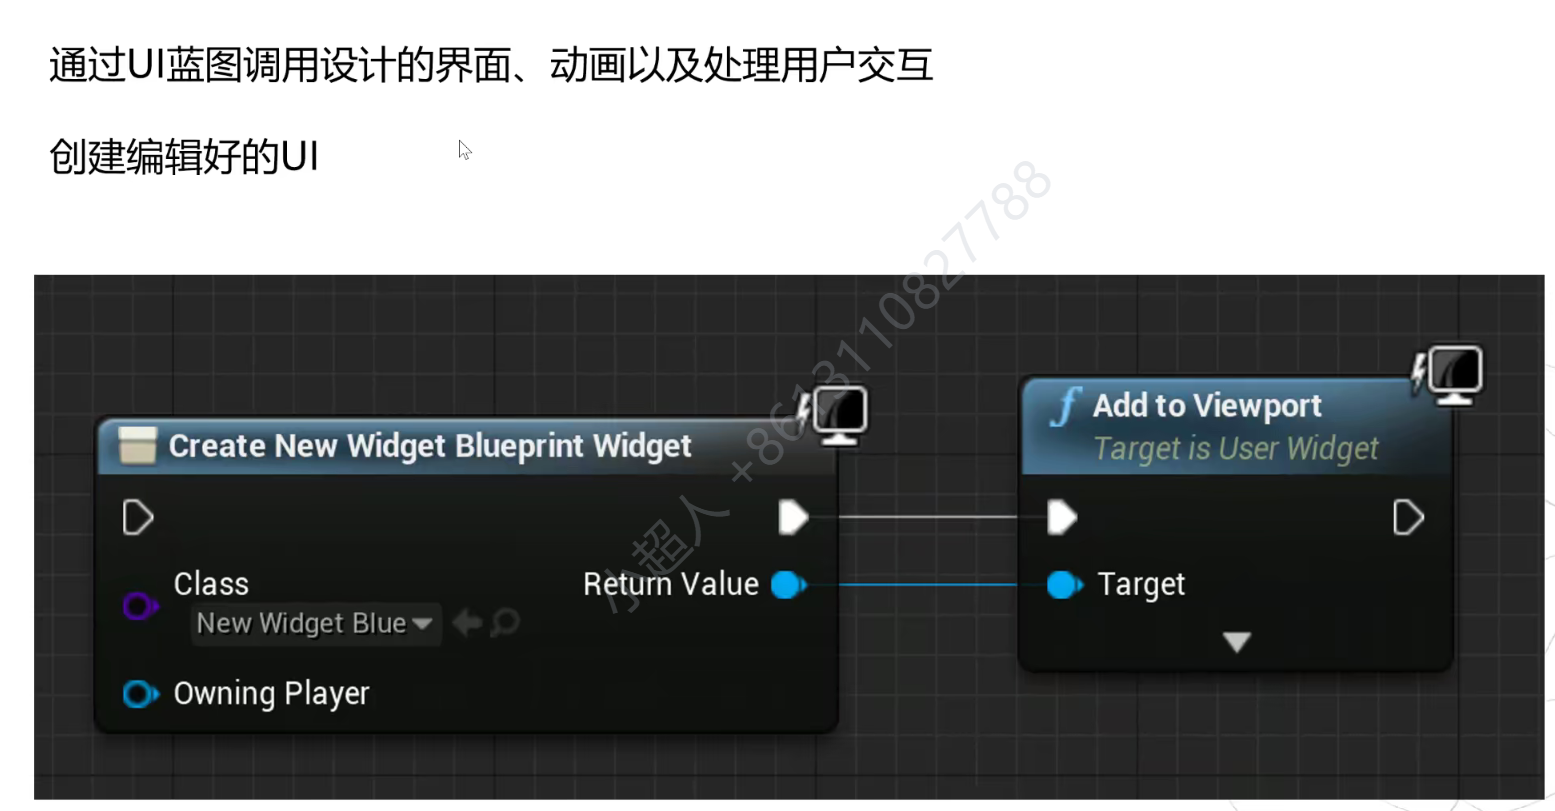 通过UI蓝图调用设计的界面、动画以及处理用户交互
创建编辑好的UI
小超人 +8613110827788
Create New Widget Blueprint Widget
Add to Viewport
Target is User Widget
Class
New Widget Blue
Return Value
Target
Owning Player